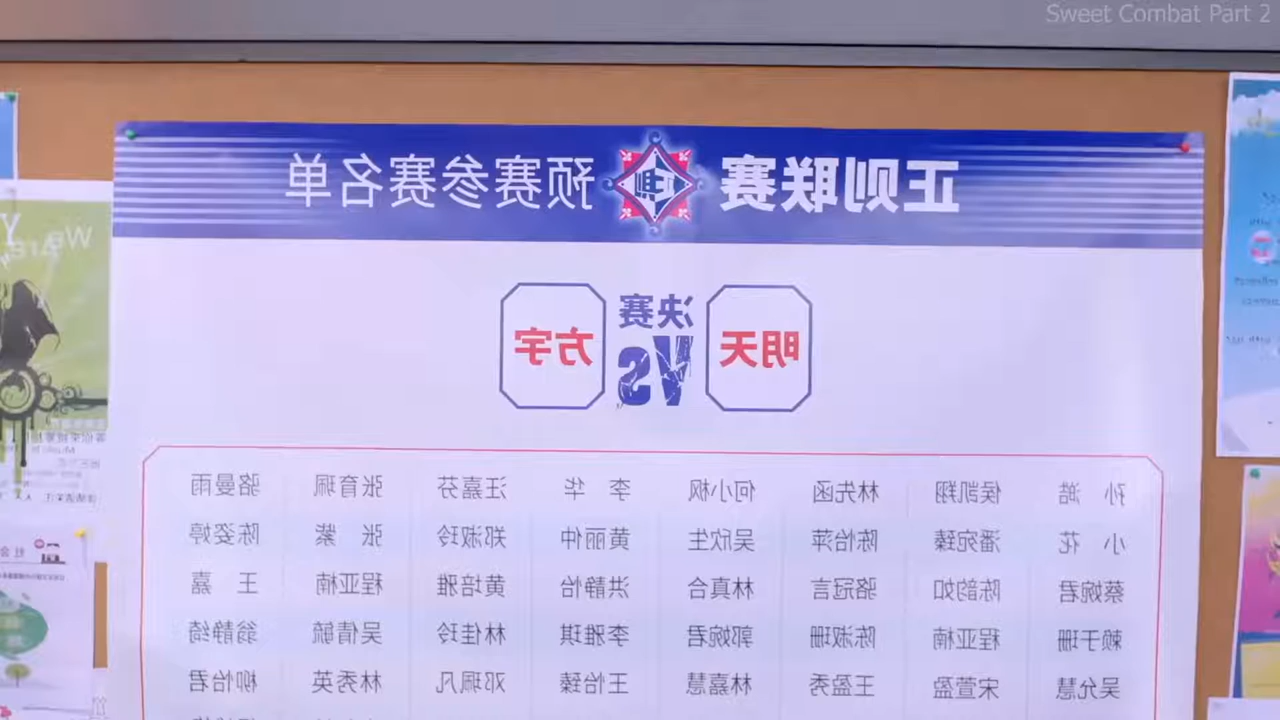 Sweet Combat Part 2
正则联赛 预赛参赛名单
明天 决赛 VS 方宇
孙浩 侯凯翔 林先函 何小枫 李华 汪嘉芬 张育珮 骆曼雨
小花 潘宛臻 陈怡萍 吴欣生 黄丽仲 郑淑玲 张紫 陈姿婷
蔡婉君 陈韵如 骆冠言 林真合 洪静怡 黄培雅 程亚楠 王嘉
赖于珊 程亚楠 陈淑珊 郭婉君 李雅琪 林佳玲 吴倩毓 翁静绮
吴允慧 宋萱盈 王盈秀 林嘉慧 王怡臻 邓珮凡 林秀英 柳怡君
We are